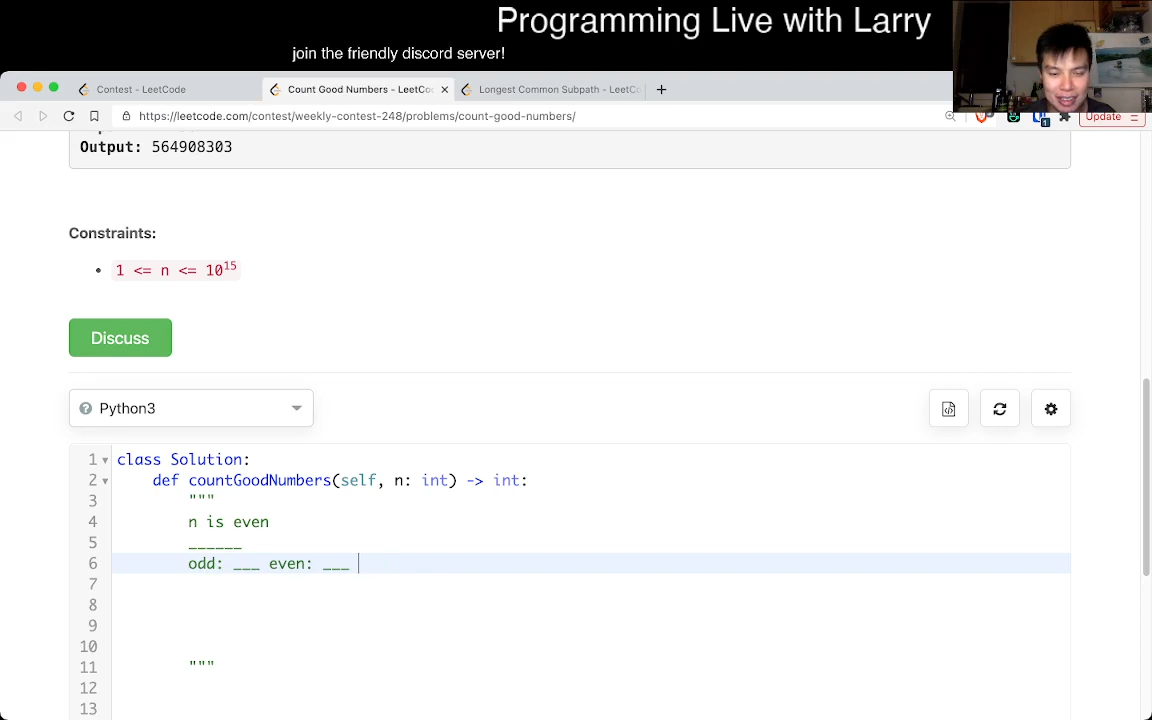 Programming Live with Larry
join the friendly discord server!
Contest - LeetCode
Count Good Numbers - LeetCo
Longest Common Subpath - LeetCo
https://leetcode.com/contest/weekly-contest-248/problems/count-good-numbers/
Update
Output: 564908303
Constraints:
1 <= n <= 10^15
Discuss
Python3
1 class Solution:
2 def countGoodNumbers(self, n: int) -> int:
3 """
4 n is even
5 ______
6 odd: ___ even: ___
7
8
9
10
11 """
12
13